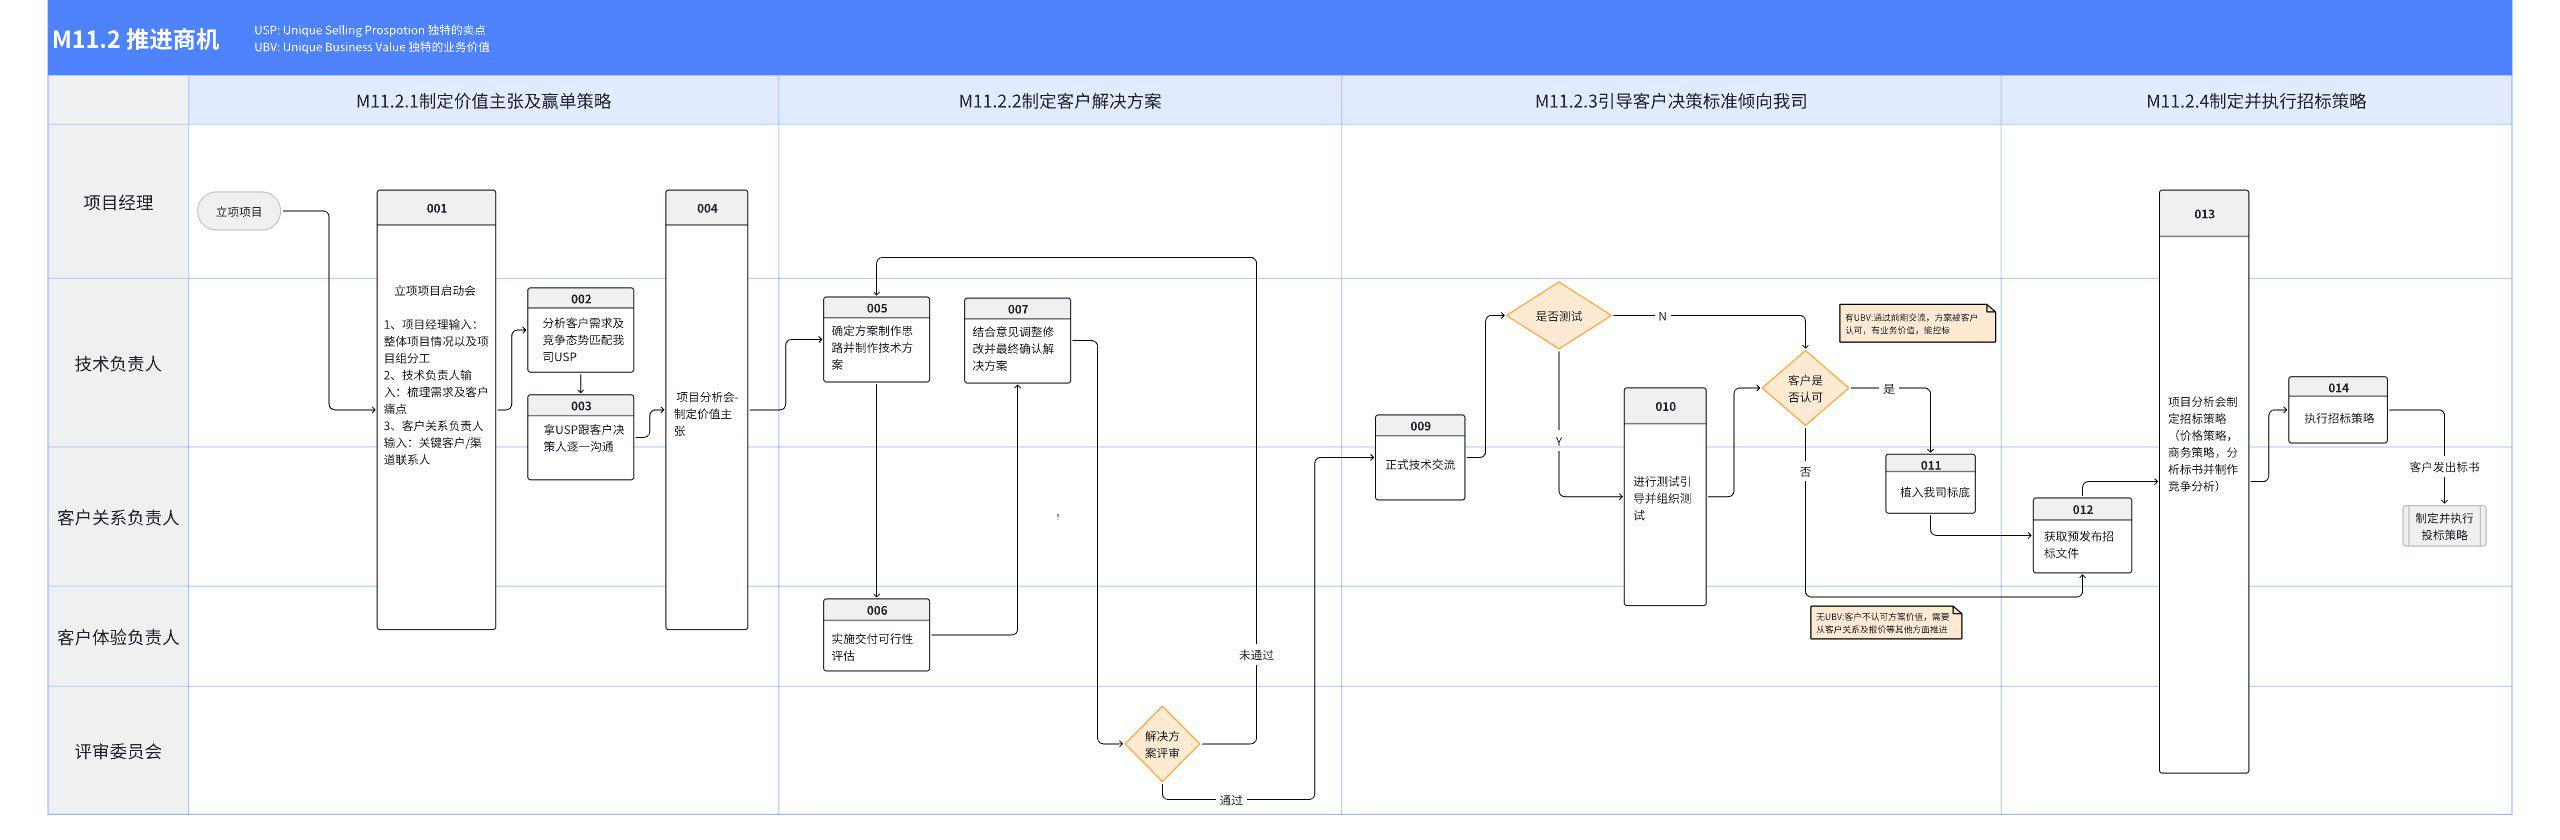 M11.2 推进商机
USP: Unique Selling Prospotion 独特的卖点
UBV: Unique Business Value 独特的业务价值
M11.2.1制定价值主张及赢单策略
M11.2.2制定客户解决方案
M11.2.3引导客户决策标准倾向我司
M11.2.4制定并执行招标策略
项目经理
技术负责人
客户关系负责人
客户体验负责人
评审委员会
立项项目
001
立项项目启动会
1、项目经理输入：
整体项目情况以及项
目组分工
2、技术负责人输
入：梳理需求及客户
痛点
3、客户关系负责人
输入：关键客户/渠
道联系人
002
分析客户需求及
竞争态势匹配我
司USP
003
拿USP跟客户决
策人逐一沟通
004
项目分析会-
制定价值主
张
005
确定方案制作思
路并制作技术方
案
006
实施交付可行性
评估
007
结合意见调整修
改并最终确认解
决方案
解决方
案评审
未通过
通过
009
正式技术交流
是否测试
N
Y
010
进行测试引
导并组织测
试
客户是
否认可
是
否
有UBV:通过前期交流，方案被客户
认可，有业务价值，能控标
无UBV:客户不认可方案价值，需要
从客户关系及报价等其他方面推进
011
植入我司标底
012
获取预发布招
标文件
013
项目分析会制
定招标策略
（价格策略，
商务策略，分
析标书并制作
竞争分析）
014
执行招标策略
客户发出标书
制定并执行
投标策略